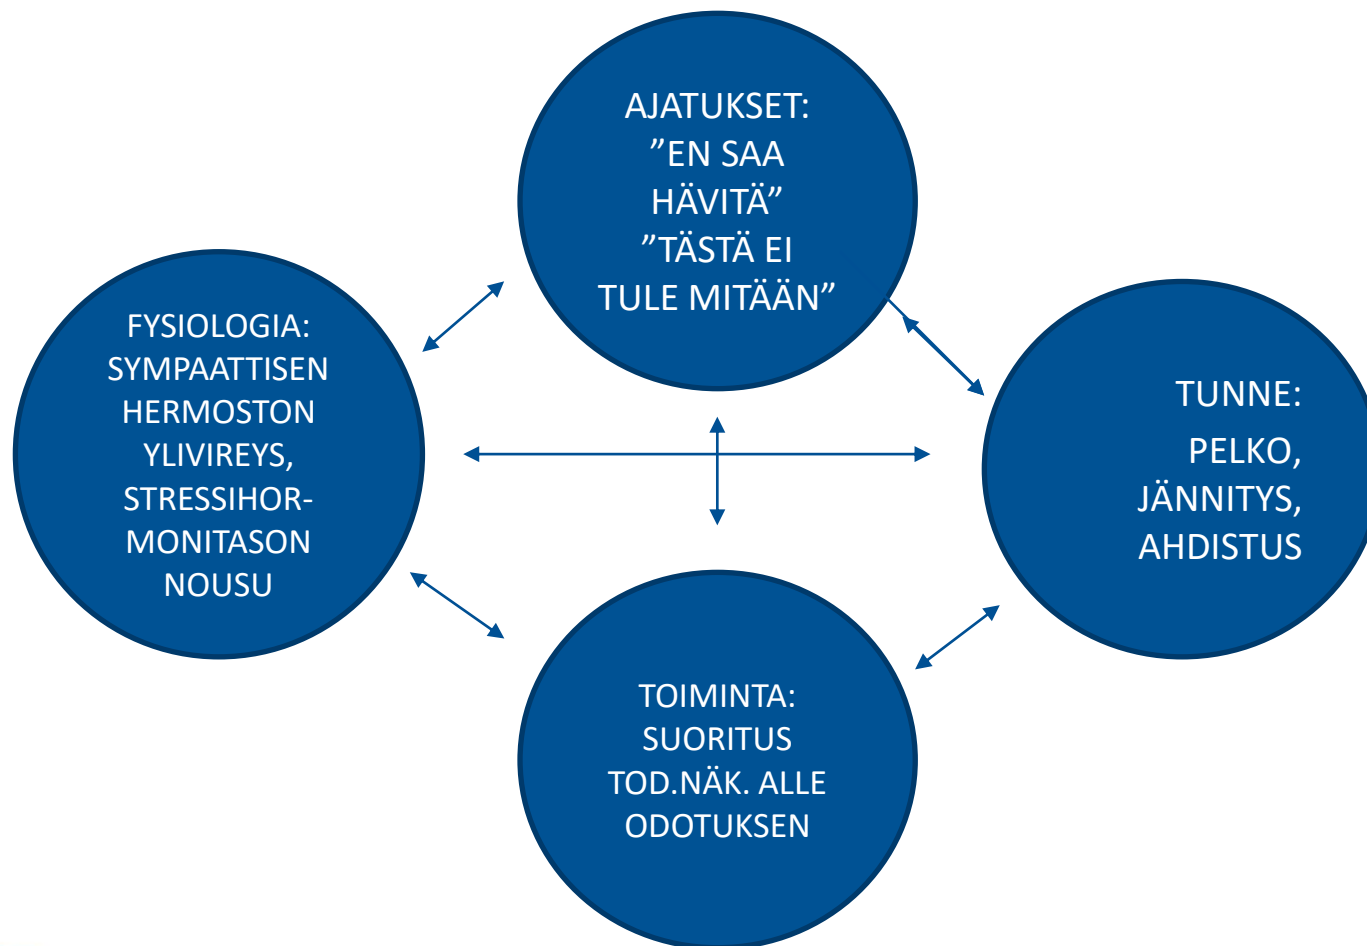 AJATUKSET:
”EN SAA
HÄVITÄ”
”TÄSTÄ EI
TULE MITÄÄN”
FYSIOLOGIA:
SYMPAATTISEN
HERMOSTON
YLIVIREYS,
STRESSIHOR-
MONITASON
NOUSU
TUNNE:
PELKO,
JÄNNITYS,
AHDISTUS
TOIMINTA:
SUORITUS
TOD.NÄK. ALLE
ODOTUKSEN